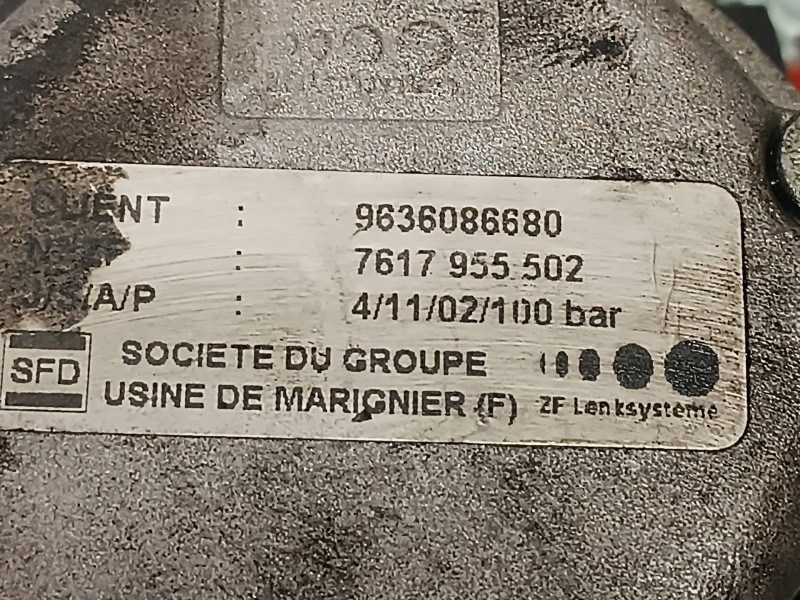 CLIENT : 9636086680
: 7617 955 502
/A/P : 4/11/02/100 bar
SFD SOCIETE DU GROUPE
USINE DE MARIGNIER (F) ZF Lenksysteme